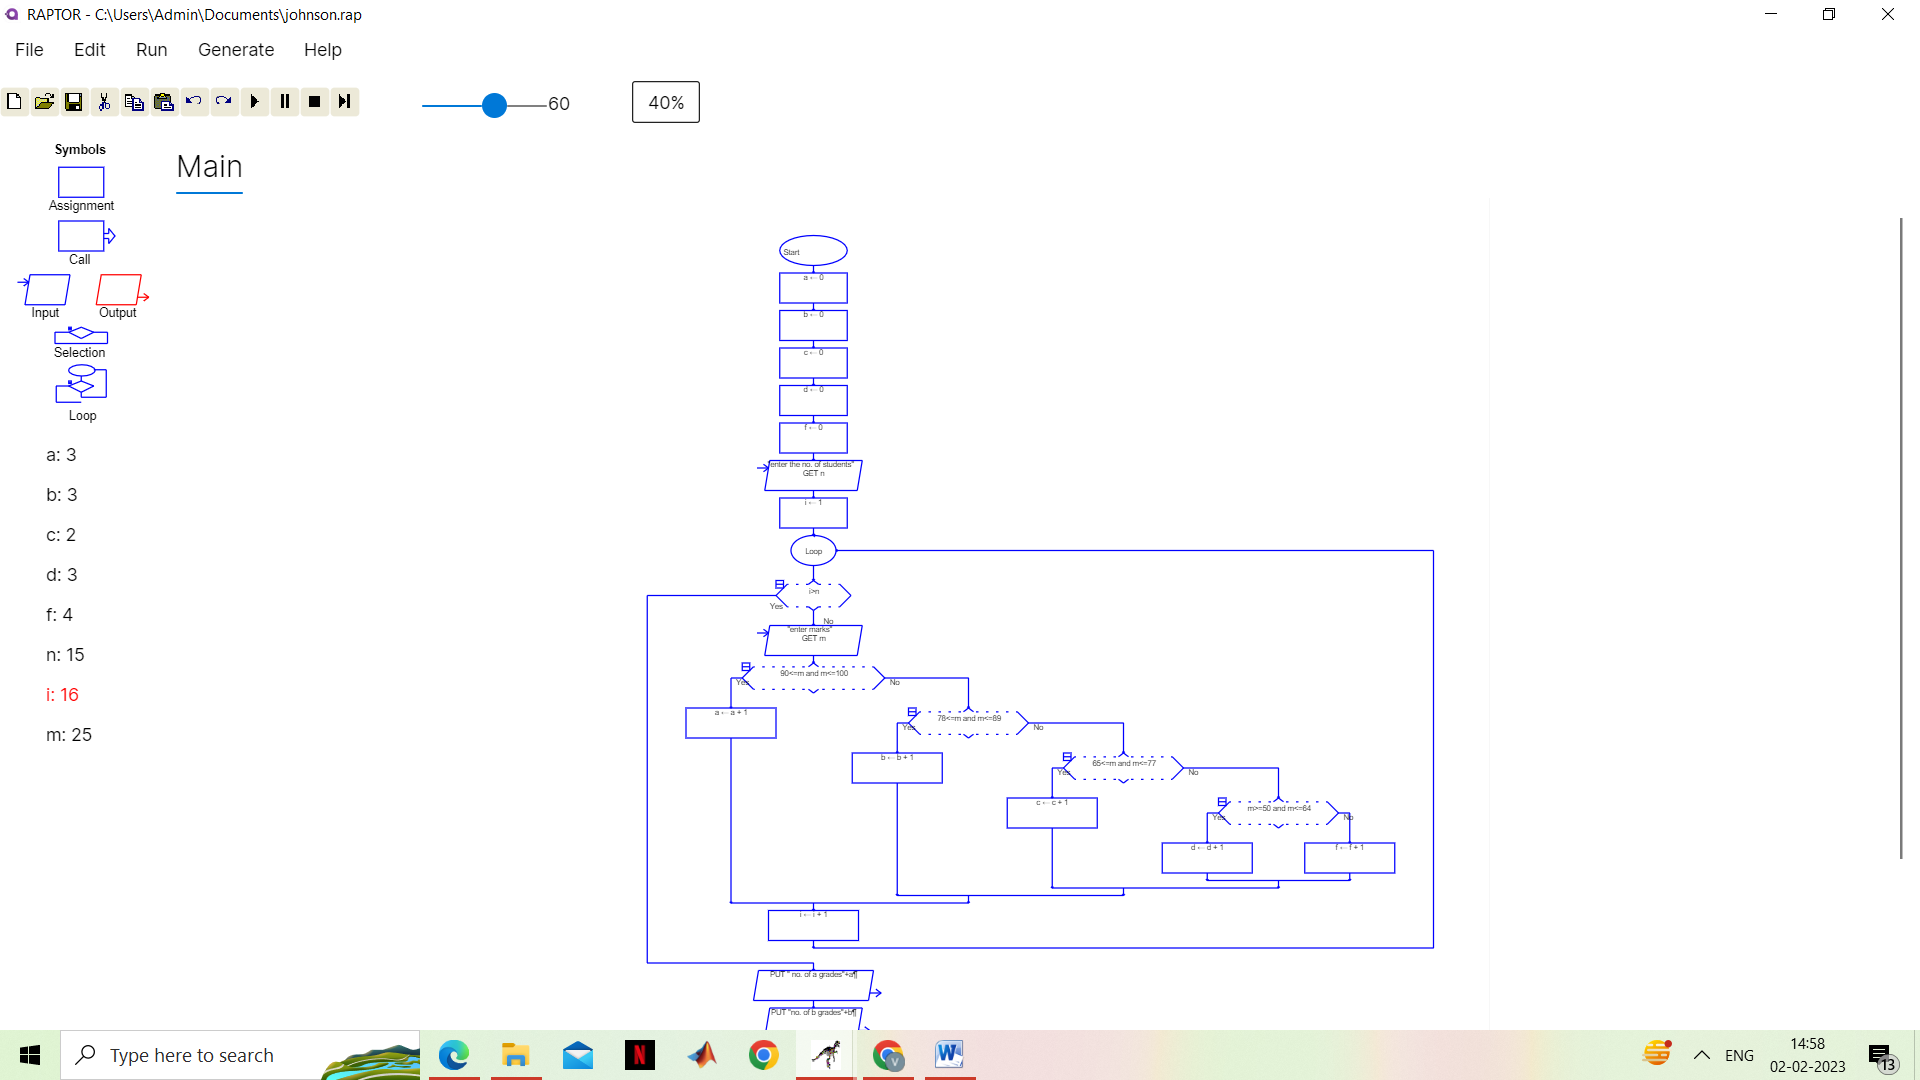 RAPTOR - C:\Users\Admin\Documents\johnson.rap
File Edit Run Generate Help
60
40%
Symbols
Assignment
Call
Input Output
Selection
Loop
a: 3
b: 3
c: 2
d: 3
f: 4
n: 15
i: 16
m: 25
Main
Start
a ← 0
b ← 0
c ← 0
d ← 0
f ← 0
"enter the no. of students"
GET n
i ← 1
Loop
i>n
Yes
No
"enter marks"
GET m
90<=m and m<=100
Yes No
a ← a + 1
78<=m and m<=89
Yes No
b ← b + 1
65<=m and m<=77
Yes No
c ← c + 1
m>=50 and m<=64
Yes No
d ← d + 1
f ← f + 1
i ← i + 1
PUT " no. of a grades"+a¶
PUT "no. of b grades"+b¶
Type here to search
N
V
W
ENG
14:58
02-02-2023
13